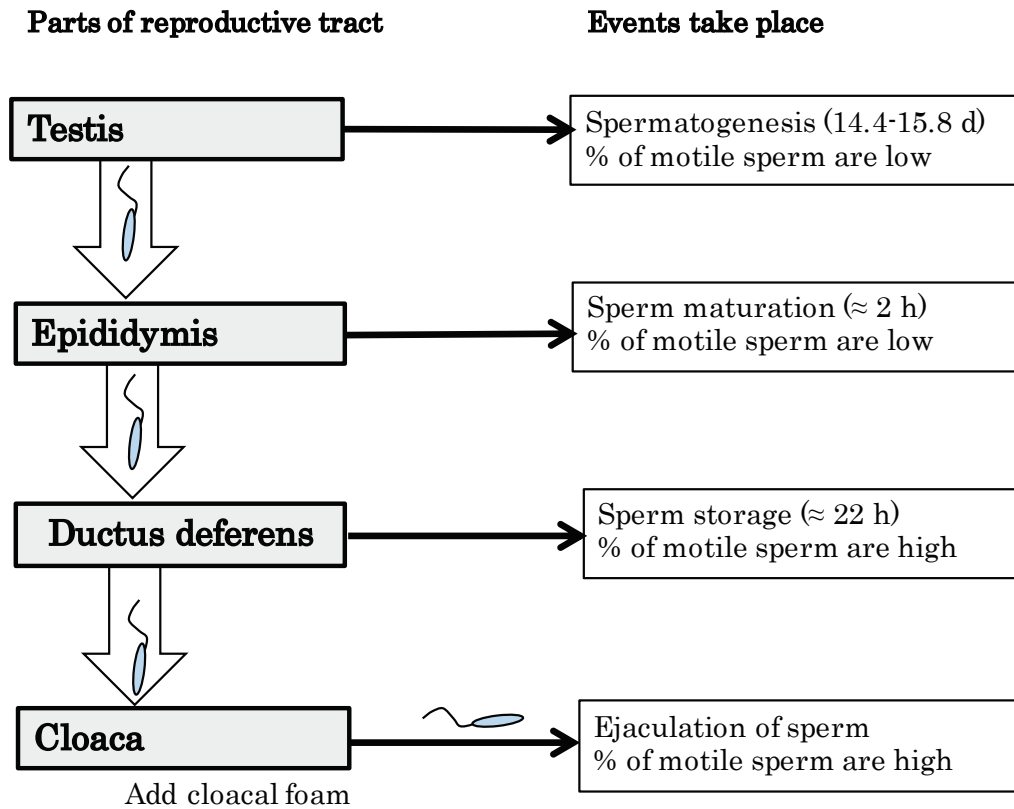 Parts of reproductive tract
Events take place
Testis
Spermatogenesis (14.4-15.8 d)
% of motile sperm are low
Epididymis
Sperm maturation (≈ 2 h)
% of motile sperm are low
Ductus deferens
Sperm storage (≈ 22 h)
% of motile sperm are high
Cloaca
Ejaculation of sperm
% of motile sperm are high
Add cloacal foam